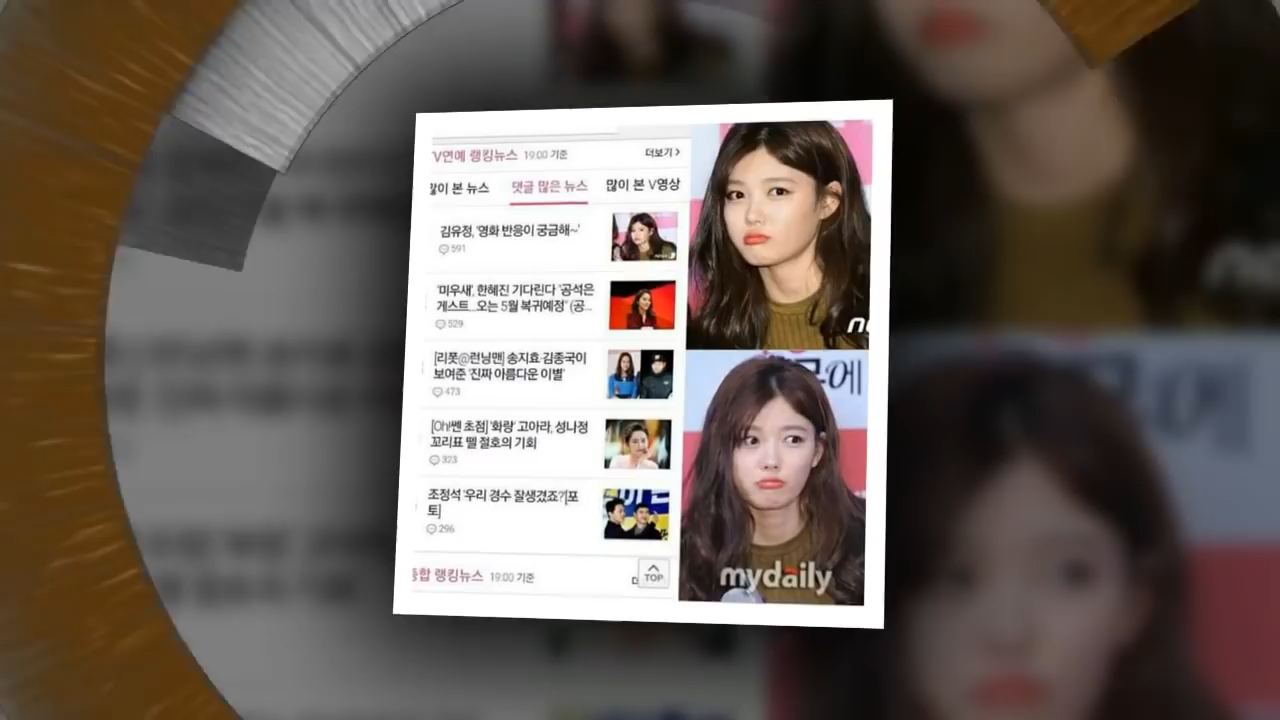 V연예 랭킹뉴스 19:00 기준 더보기 >
많이 본 뉴스 댓글 많은 뉴스 많이 본 V영상
김유정, '영화 반응이 궁금해~'
591
'미우새', 한혜진 기다린다 "공석은
게스트...오는 5월 복귀예정" (공...
529
[리폿@런닝맨] 송지효·김종국이
보여준 '진짜 아름다운 이별'
473
[Oh!쎈 초점] '화랑' 고아라, 성나정
꼬리표 뗄 절호의 기회
323
조정석 '우리 경수 잘생겼죠?'[포
토]
296
종합 랭킹뉴스 19:00 기준
TOP
에
mydaily